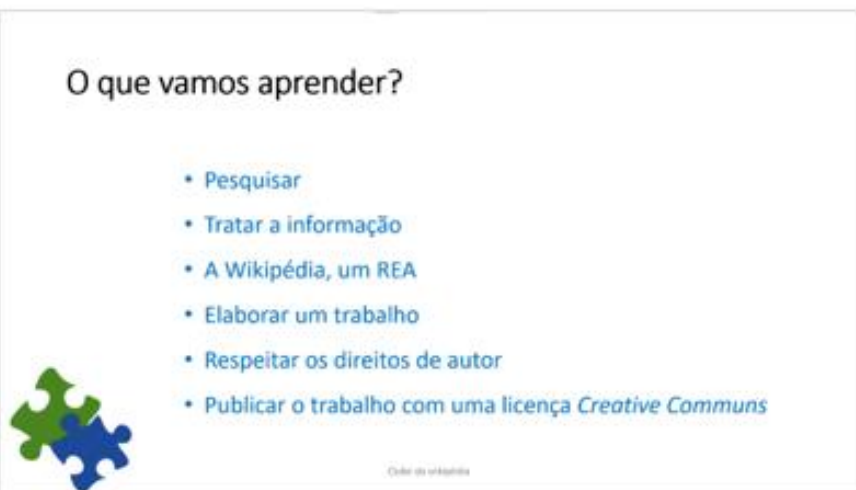 O que vamos aprender?
• Pesquisar
• Tratar a informação
• A Wikipédia, um REA
• Elaborar um trabalho
• Respeitar os direitos de autor
• Publicar o trabalho com uma licença Creative Communs